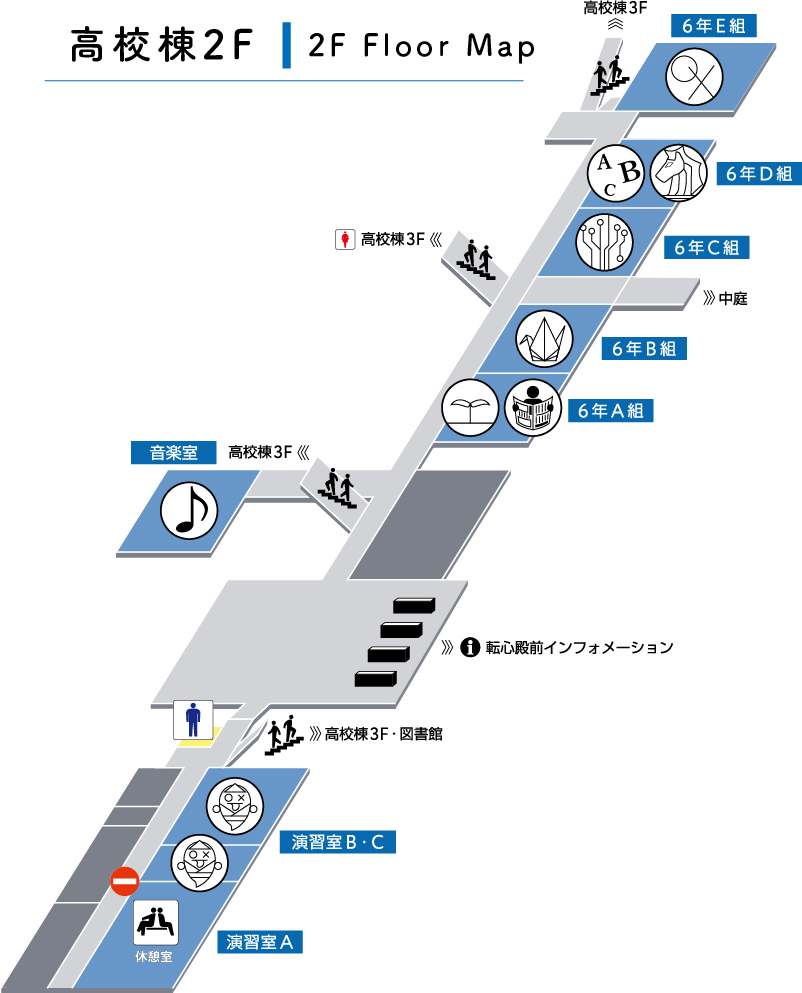 高校棟3F
高校棟2F 2F Floor Map
6年E組
A B C
6年D組
高校棟3F
6年C組
中庭
6年B組
6年A組
音楽室 高校棟3F
i 転心殿前インフォメーション
高校棟3F・図書館
演習室B・C
演習室A
休憩室